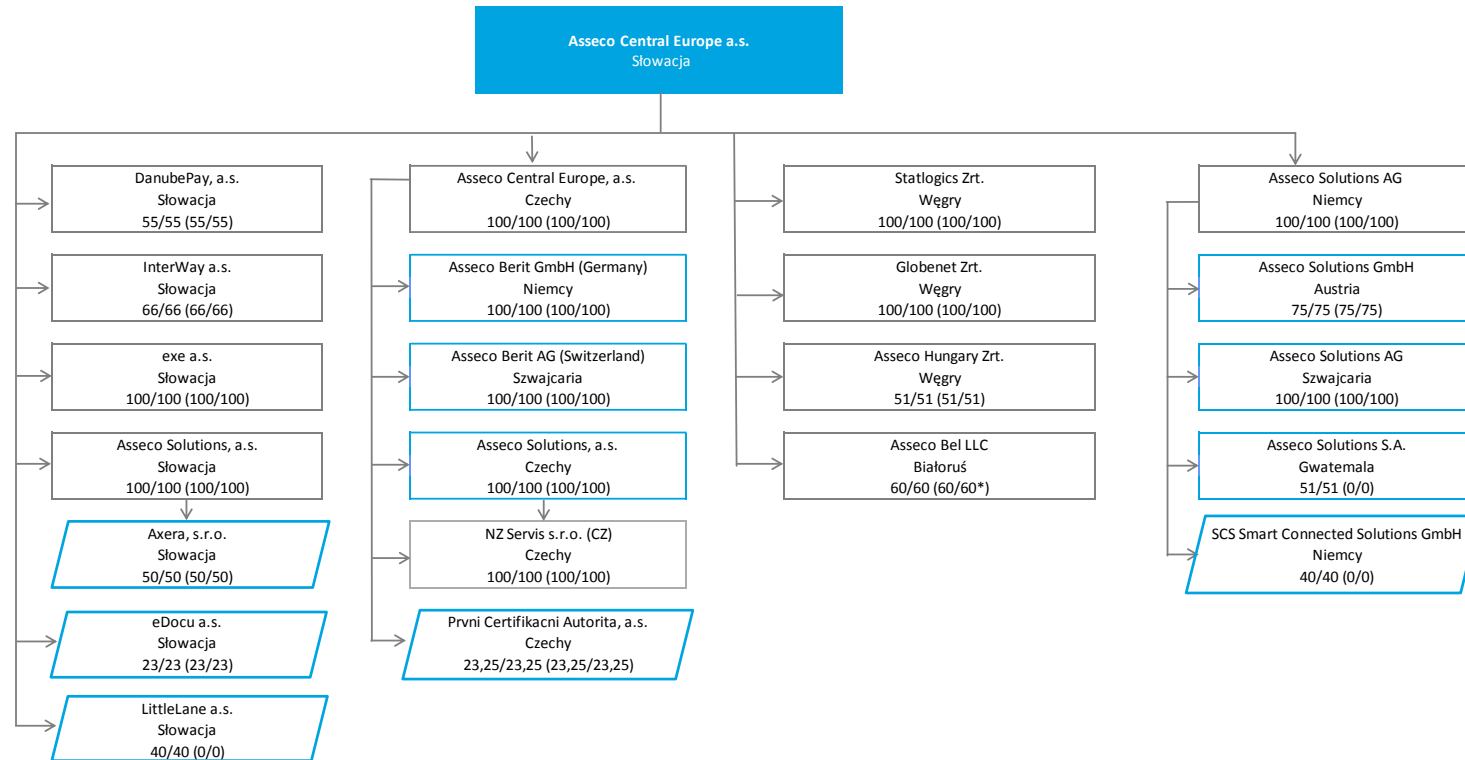 Asseco Central Europe a.s.
Słowacja
DanubePay, a.s.
Słowacja
55/55 (55/55)
InterWay a.s.
Słowacja
66/66 (66/66)
exe a.s.
Słowacja
100/100 (100/100)
Asseco Solutions, a.s.
Słowacja
100/100 (100/100)
Axera, s.r.o.
Słowacja
50/50 (50/50)
eDocu a.s.
Słowacja
23/23 (23/23)
LittleLane a.s.
Słowacja
40/40 (0/0)
Asseco Central Europe, a.s.
Czechy
100/100 (100/100)
Asseco Berit GmbH (Germany)
Niemcy
100/100 (100/100)
Asseco Berit AG (Switzerland)
Szwajcaria
100/100 (100/100)
Asseco Solutions, a.s.
Czechy
100/100 (100/100)
NZ Servis s.r.o. (CZ)
Czechy
100/100 (100/100)
Prvni Certifikacni Autorita, a.s.
Czechy
23,25/23,25 (23,25/23,25)
Statlogics Zrt.
Węgry
100/100 (100/100)
Globenet Zrt.
Węgry
100/100 (100/100)
Asseco Hungary Zrt.
Węgry
51/51 (51/51)
Asseco Bel LLC
Białoruś
60/60 (60/60*)
Asseco Solutions AG
Niemcy
100/100 (100/100)
Asseco Solutions GmbH
Austria
75/75 (75/75)
Asseco Solutions AG
Szwajcaria
100/100 (100/100)
Asseco Solutions S.A.
Gwatemala
51/51 (0/0)
SCS Smart Connected Solutions GmbH
Niemcy
40/40 (0/0)